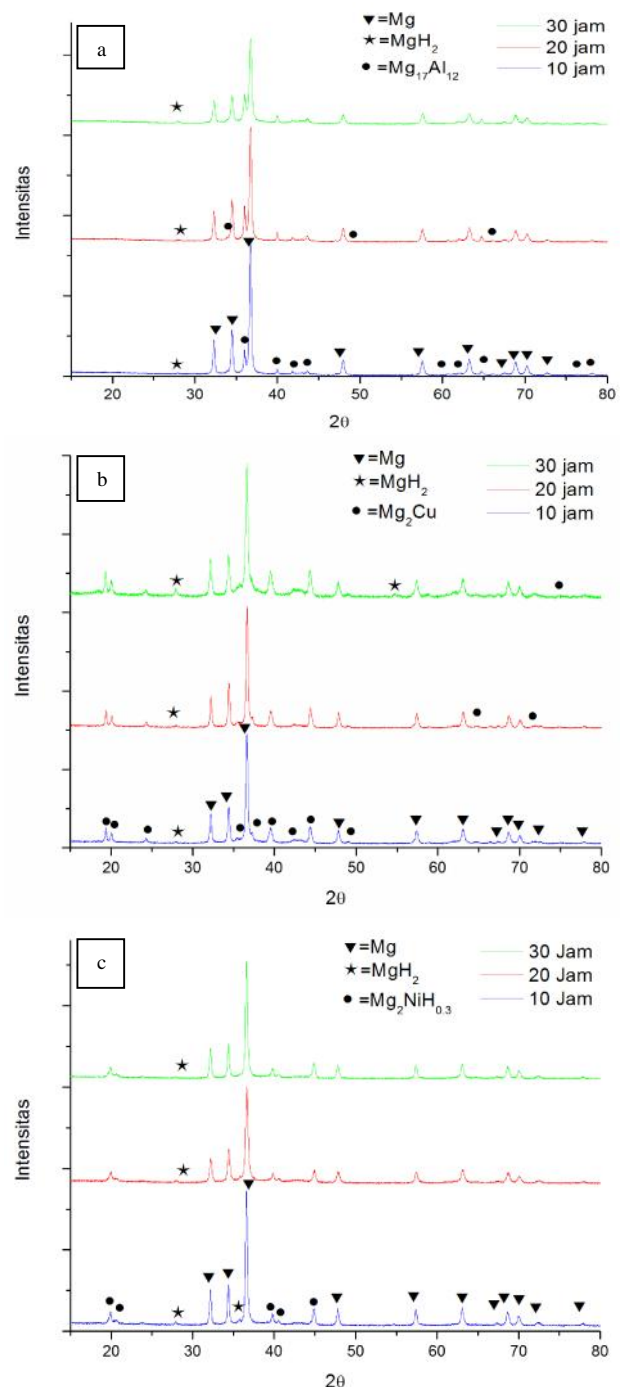 a
▼=Mg
★=MgH₂
●=Mg₁₇Al₁₂
30 jam
20 jam
10 jam
Intensitas
20 30 40 50 60 70 80
2θ
b
▼=Mg
★=MgH₂
●=Mg₂Cu
30 jam
20 jam
10 jam
Intensitas
20 30 40 50 60 70 80
2θ
c
▼=Mg
★=MgH₂
●=Mg₂NiH₀.₃
30 Jam
20 Jam
10 Jam
Intensitas
20 30 40 50 60 70 80
2θ